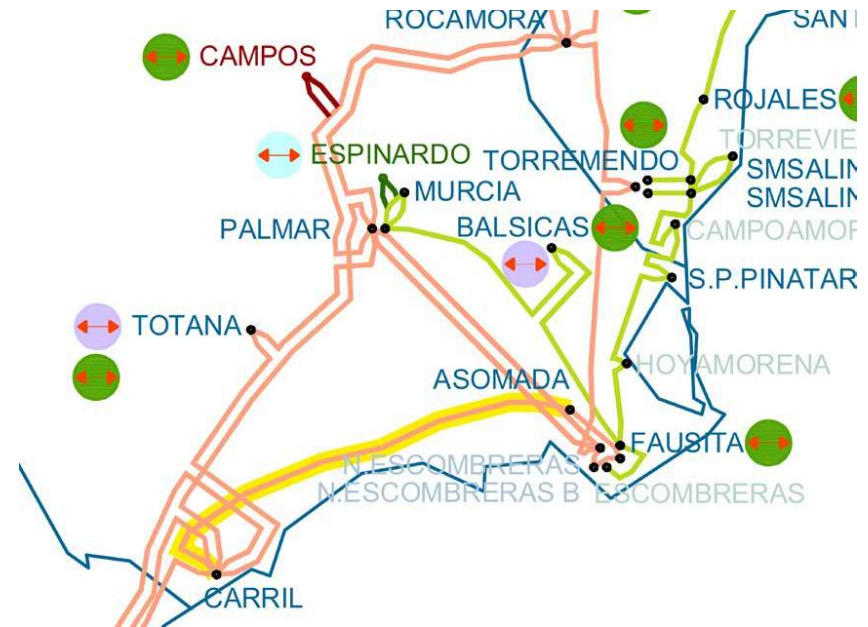 ROCAMORA
SANT
CAMPOS
ROJALES
TORREVIE
ESPINARDO
TORREMENDO
SMSALIN
MURCIA
SMSALIN
PALMAR
BALSICAS
CAMPOAMOR
S.P.PINATAR
TOTANA
HOYAMORENA
ASOMADA
FAUSITA
N.ESCOMBRERAS
N.ESCOMBRERAS B
ESCOMBRERAS
CARRIL